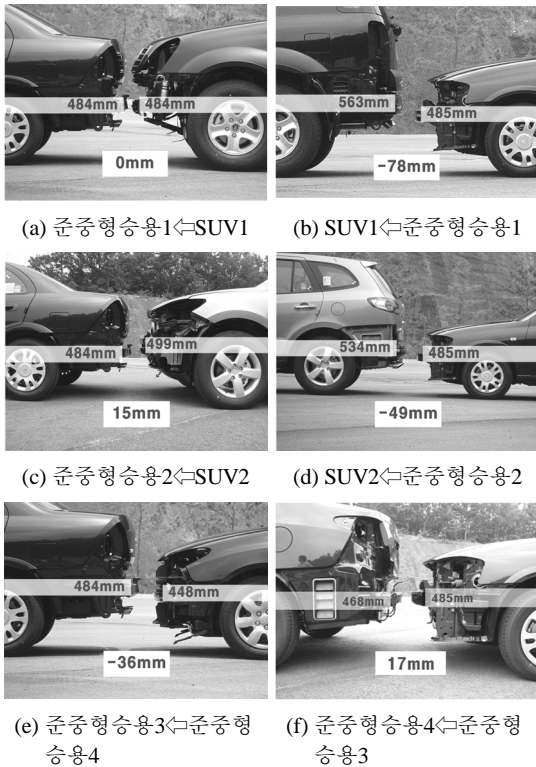 484mm 484mm
0mm
563mm 485mm
-78mm
(a) 준중형승용1⇦SUV1
(b) SUV1⇦준중형승용1
484mm 499mm
15mm
534mm 485mm
-49mm
(c) 준중형승용2⇦SUV2
(d) SUV2⇦준중형승용2
484mm 448mm
-36mm
468mm 485mm
17mm
(e) 준중형승용3⇦준중형
승용4
(f) 준중형승용4⇦준중형
승용3